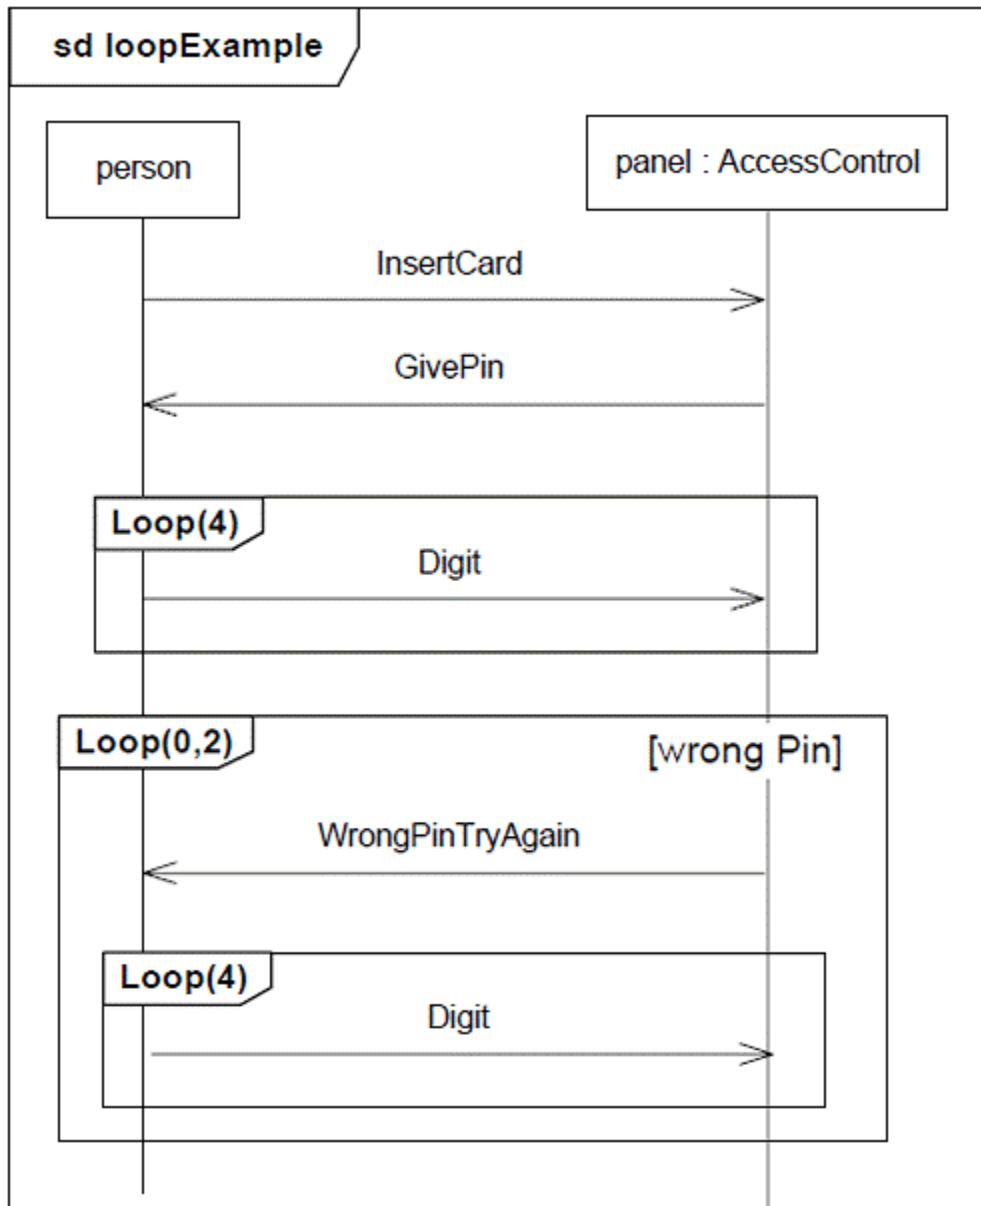 sd loopExample
person
panel : AccessControl
InsertCard
GivePin
Loop(4)
Digit
Loop(0,2)
[wrong Pin]
WrongPinTryAgain
Loop(4)
Digit